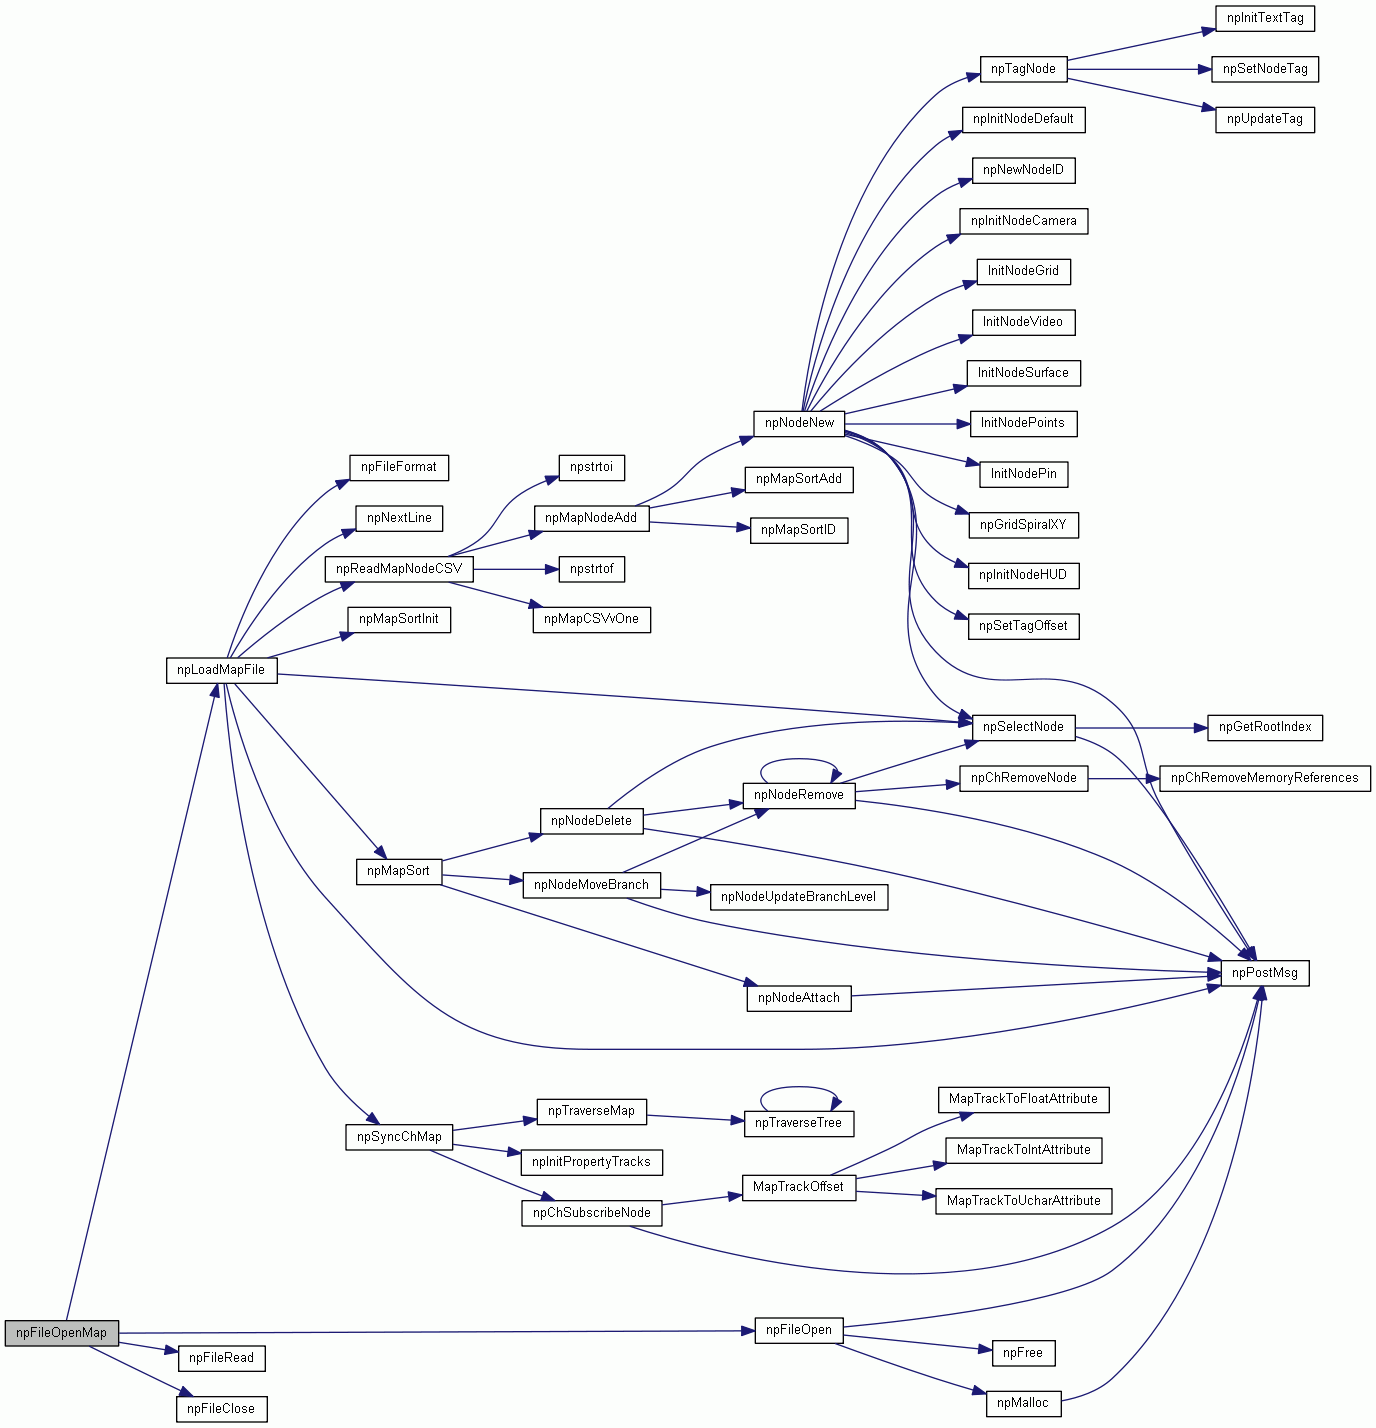 npInitTextTag
npTagNode
npSetNodeTag
npUpdateTag
npInitNodeDefault
npNewNodeID
npInitNodeCamera
InitNodeGrid
InitNodeVideo
InitNodeSurface
npNodeNew
InitNodePoints
npFileFormat
npstrtoi
npMapSortAdd
InitNodePin
npNextLine
npMapNodeAdd
npMapSortID
npGridSpiralXY
npReadMapNodeCSV
npstrtof
npInitNodeHUD
npMapSortInit
npMapCSVvOne
npSetTagOffset
npLoadMapFile
npSelectNode
npGetRootIndex
npNodeRemove
npChRemoveNode
npChRemoveMemoryReferences
npNodeDelete
npMapSort
npNodeMoveBranch
npNodeUpdateBranchLevel
npPostMsg
npNodeAttach
MapTrackToFloatAttribute
npTraverseMap
npTraverseTree
npSyncChMap
MapTrackToIntAttribute
npInitPropertyTracks
MapTrackOffset
MapTrackToUcharAttribute
npChSubscribeNode
npFileOpenMap
npFileOpen
npFileRead
npFree
npFileClose
npMalloc